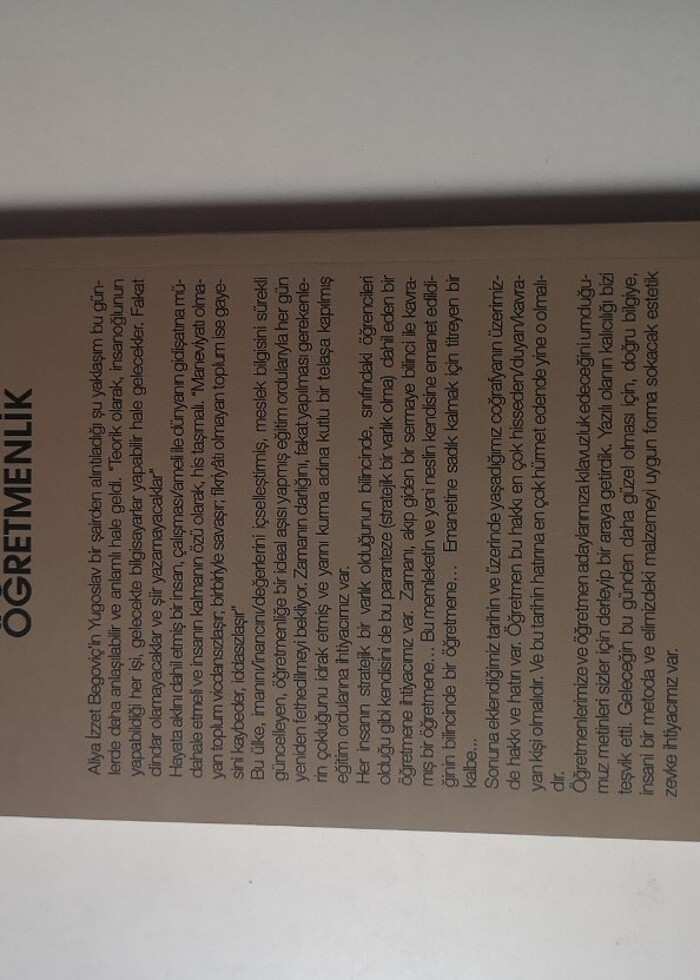 ÖĞRETMENLİK
Aliya İzzet Begoviç'in Yugoslav bir şairden alıntıladığı şu yaklaşım bu gün-
lerde daha anlaşılabilir ve anlamlı hale geldi. "Teorik olarak, insanoğlunun
yapabildiği her işi, gelecekte bilgisayarlar yapabilir hale gelecekler. Fakat
dindar olamayacaklar ve şiir yazamayacaklar"
Hayata aklını dahil etmiş bir insan, çalışması/ameli ile dünyanın gidişatına mü-
dahale etmeli ve insanın kalmanın özü olarak, his taşımalı. "Maneviyatı olma-
yan toplum vicdansızlaşır, birbiriyle savaşır; fikriyâtı olmayan toplum ise gaye-
sini kaybeder, iddiasızlaşır"
Bu ülke, imanını/inancını/değerlerini içselleştirmiş, meslek bilgisini sürekli
güncelleyen, öğretmenliğe bir ideal aşısı yapmış eğitim ordularıyla her gün
yeniden fethedilmeyi bekliyor. Zamanın darlığını, fakat yapılması gerekenle-
rin çokluğunu idrak etmiş ve yarını kurma adına kutlu bir telaşa kapılmış
eğitim ordularına ihtiyacımız var.
Her insanın stratejik bir varlık olduğunun bilincinde, sınıfındaki öğrencileri
olduğu gibi kendisini de bu paranteze (stratejik bir varlık olma) dahil eden bir
öğretmene ihtiyacımız var. Zamanı, akıp giden bir sermaye bilinci ile kavra-
mış bir öğretmene... Bu memleketin ve yeni neslin kendisine emanet edildi-
ğinin bilincinde bir öğretmene... Emanetine sadık kalmak için titreyen bir
kalbe...
Sonuna eklendiğimiz tarihin ve üzerinde yaşadığımız coğrafyanın üzerimiz-
de hakkı ve hatırı var. Öğretmen bu hakkı en çok hisseden/duyan/kavra-
yan kişi olmalıdır. Ve bu tarihin hatırına en çok hürmet edende yine o olmalı-
dır.
Öğretmenlerimize ve öğretmen adaylarımıza kılavuzluk edeceğini umduğu-
muz metinleri sizler için derleyip bir araya getirdik. Yazılı olanın kalıcılığı bizi
teşvik etti. Geleceğin bu günden daha güzel olması için, doğru bilgiye,
insanî bir metoda ve elimizdeki malzemeyi uygun forma sokacak estetik
zevke ihtiyacımız var.